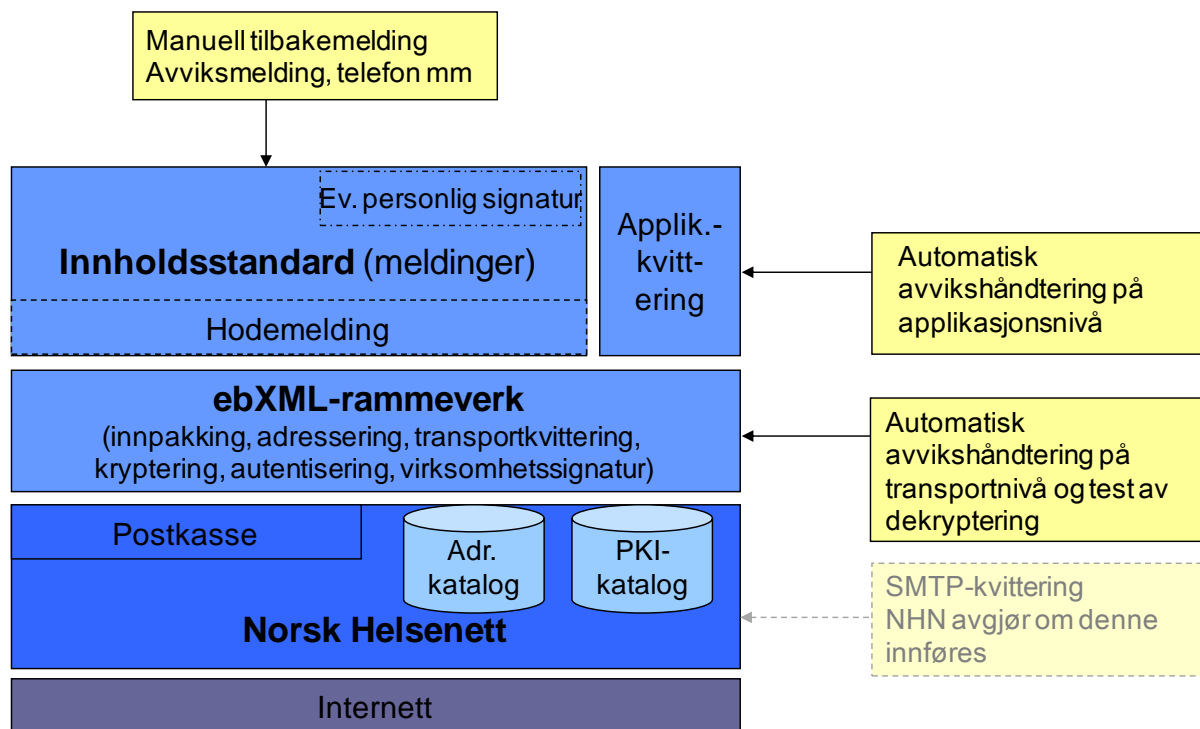 Manuell tilbakemelding
Avviksmelding, telefon mm
Ev. personlig signatur
Innholdsstandard (meldinger)
Hodemelding
Applik.-
kvitt-
ering
Automatisk
avvikshåndtering på
applikasjonsnivå
ebXML-rammeverk
(innpakking, adressering, transportkvittering,
kryptering, autentisering, virksomhetssignatur)
Automatisk
avvikshåndtering på
transportnivå og test av
dekryptering
Postkasse
Adr.
katalog
PKI-
katalog
Norsk Helsenett
SMTP-kvittering
NHN avgjør om denne
innføres
Internett